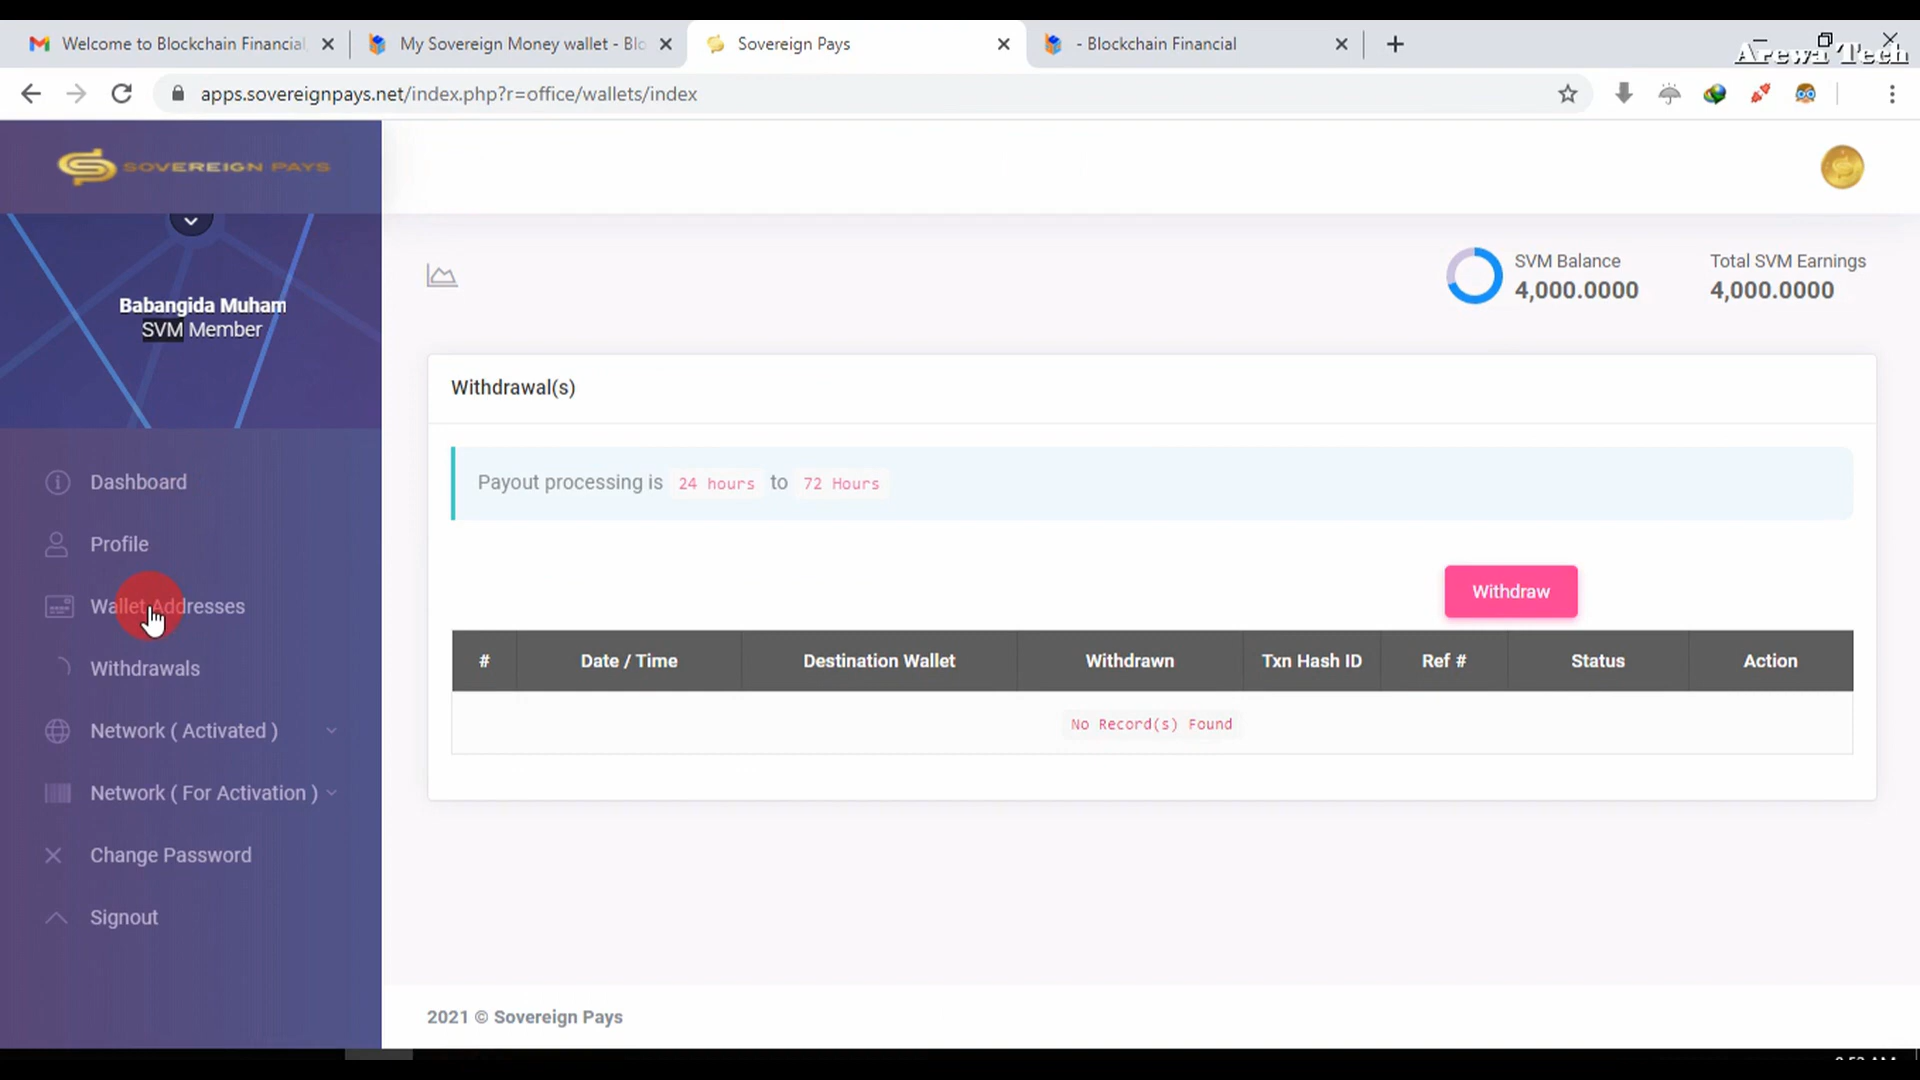 Welcome to Blockchain Financial
My Sovereign Money wallet - Blo
Sovereign Pays
- Blockchain Financial
Arewa Tech
apps.sovereignpays.net/index.php?r=office/wallets/index
SOVEREIGN PAYS
Babangida Muham
SVM Member
SVM Balance
4,000.0000
Total SVM Earnings
4,000.0000
Dashboard
Profile
Wallet Addresses
Withdrawals
Network ( Activated )
Network ( For Activation )
Change Password
Signout
Withdrawal(s)
Payout processing is 24 hours to 72 Hours
Withdraw
# Date / Time Destination Wallet Withdrawn Txn Hash ID Ref # Status Action
No Record(s) Found
2021 © Sovereign Pays